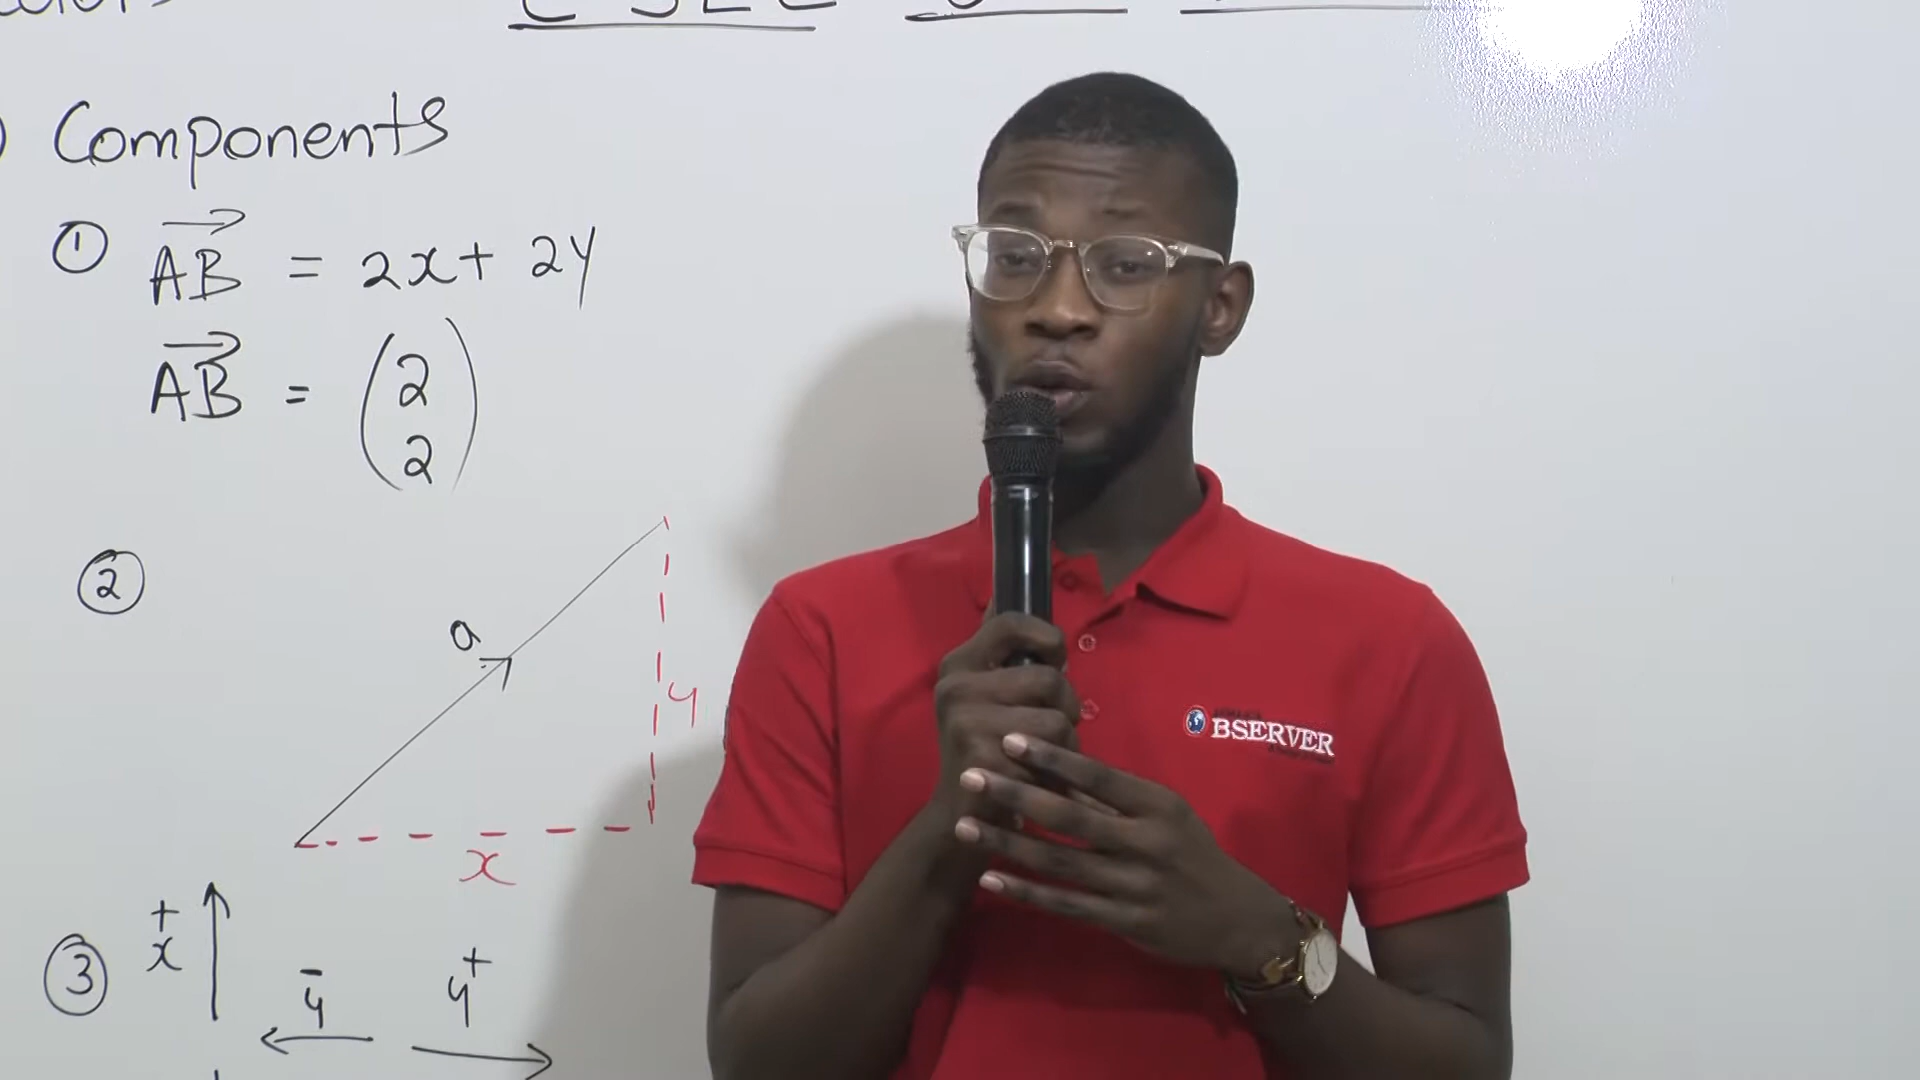 Components
① AB = 2x + 2y
AB = (2
2)
②
a
y
x
BSERVER
③ +
x
-
y
y+